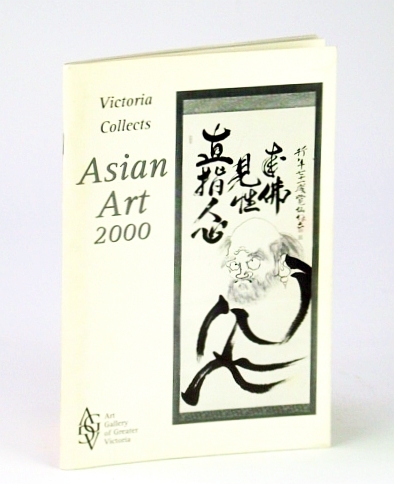 Victoria
Collects
Asian
Art
2000
直指人心
見性
成佛
Art
Gallery
of Greater
Victoria